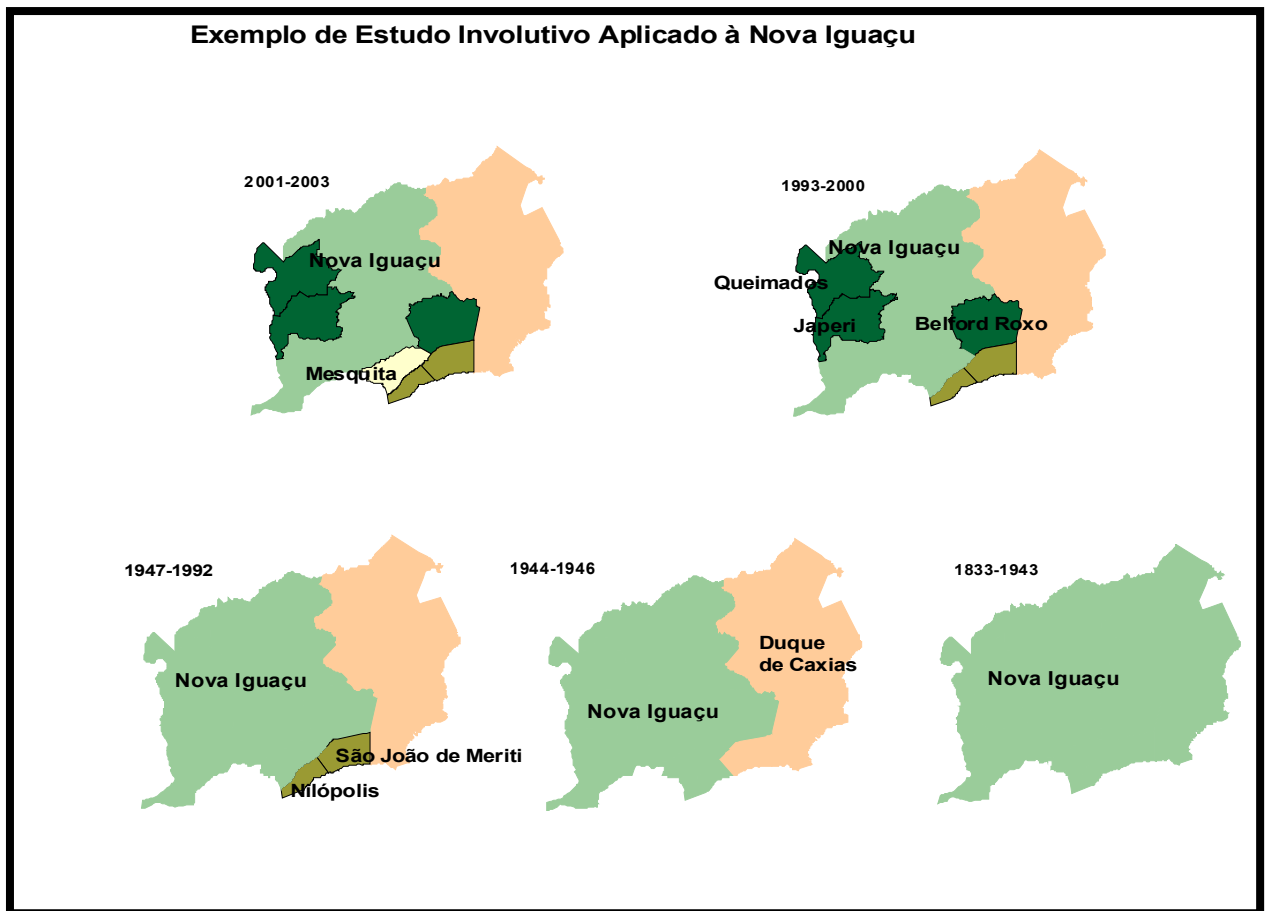 Exemplo de Estudo Involutivo Aplicado à Nova Iguaçu
2001-2003
Nova Iguaçu
Mesquita
1993-2000
Nova Iguaçu
Queimados
Japeri
Belford Roxo
1947-1992
Nova Iguaçu
São João de Meriti
Nilópolis
1944-1946
Duque
de Caxias
Nova Iguaçu
1833-1943
Nova Iguaçu